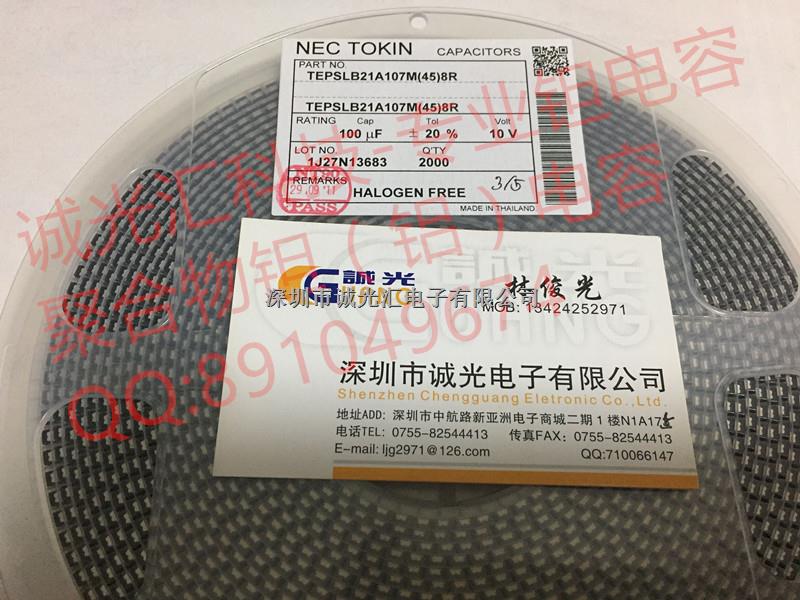 NEC TOKIN CAPACITORS
PART NO.
TEPSLB21A107M(45)8R
TEPSLB21A107M(45)8R
RATING Cap Tol Volt
100 µF ± 20 % 10 V
LOT NO. Q'TY
1J27N13683 2000
NT90
29.09.11
PASS
REMARKS
HALOGEN FREE
3/5
MADE IN THAILAND
诚光汇科技-专业钽电容
聚合物钽（铝）电容
QQ:891049674
深圳市诚光汇电子有限公司
誠光
林俊光
MOB: 13424252971
深圳市诚光电子有限公司
Shenzhen Chengguang Eletronic Co.,Ltd.
地址ADD: 深圳市中航路新亚洲电子商城二期1楼N1A17
电话TEL: 0755-82544413 传真FAX: 0755-82544413
E-mail: ljg2971@126.com QQ:710066147